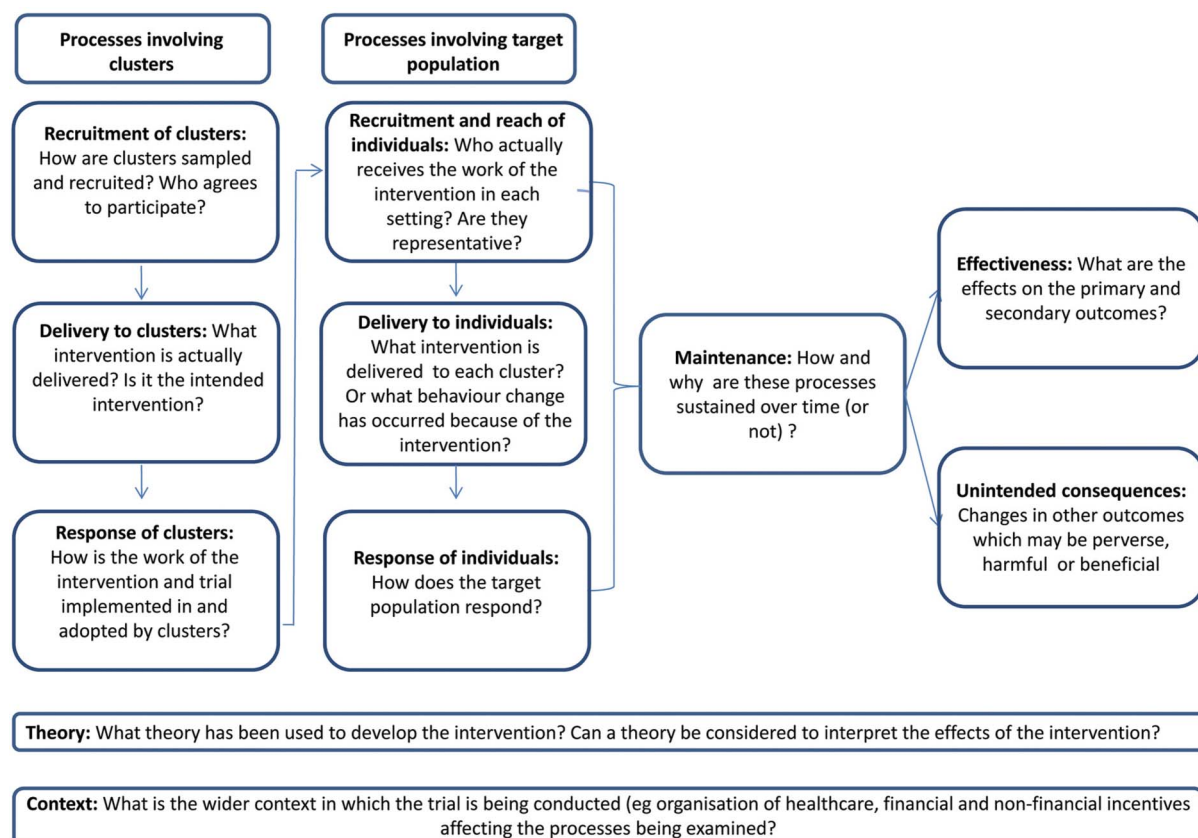 Processes involving
clusters
Processes involving target
population
Recruitment of clusters:
How are clusters sampled
and recruited? Who agrees
to participate?
Recruitment and reach of
individuals: Who actually
receives the work of the
intervention in each
setting? Are they
representative?
Delivery to clusters: What
intervention is actually
delivered? Is it the intended
intervention?
Delivery to individuals:
What intervention is
delivered to each cluster?
Or what behaviour change
has occurred because of the
intervention?
Response of clusters:
How is the work of the
intervention and trial
implemented in and
adopted by clusters?
Response of individuals:
How does the target
population respond?
Maintenance: How and
why are these processes
sustained over time (or
not) ?
Effectiveness: What are the
effects on the primary and
secondary outcomes?
Unintended consequences:
Changes in other outcomes
which may be perverse,
harmful or beneficial
Theory: What theory has been used to develop the intervention? Can a theory be considered to interpret the effects of the intervention?
Context: What is the wider context in which the trial is being conducted (eg organisation of healthcare, financial and non-financial incentives
affecting the processes being examined?